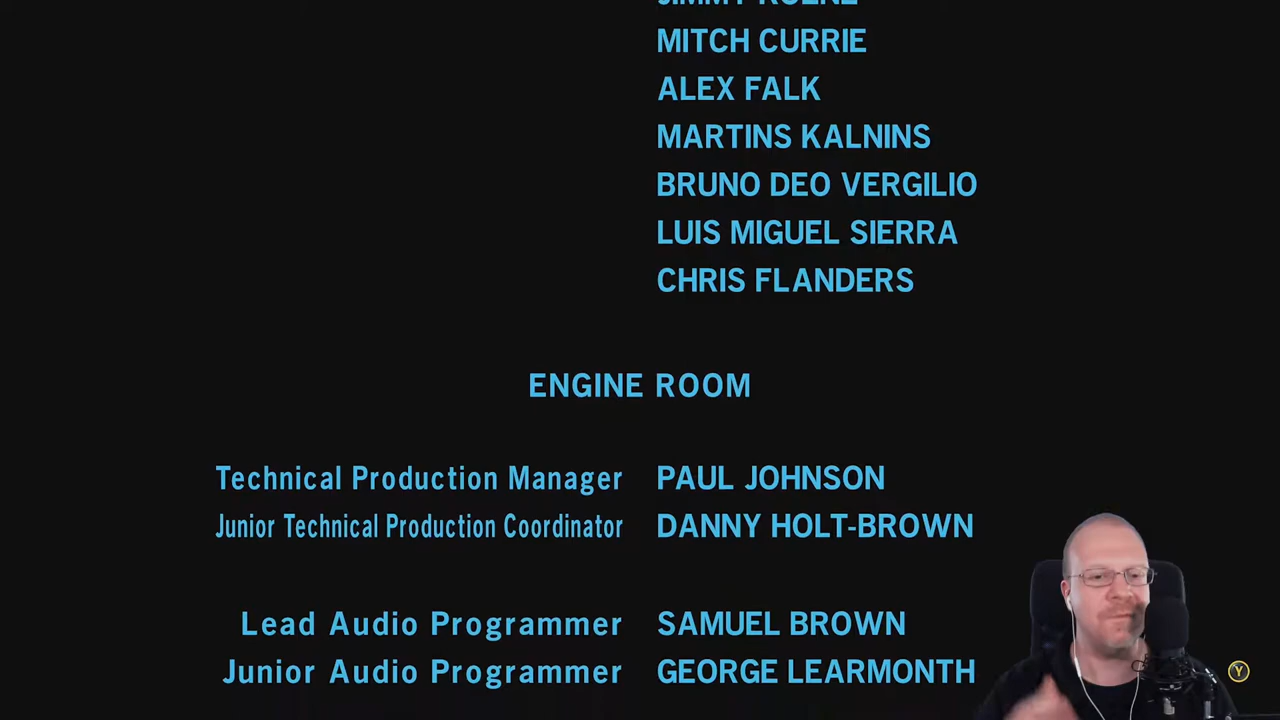 MITCH CURRIE
ALEX FALK
MARTINS KALNINS
BRUNO DEO VERGILIO
LUIS MIGUEL SIERRA
CHRIS FLANDERS
ENGINE ROOM
Technical Production Manager PAUL JOHNSON
Junior Technical Production Coordinator DANNY HOLT-BROWN
Lead Audio Programmer SAMUEL BROWN
Junior Audio Programmer GEORGE LEARMONTH
Y